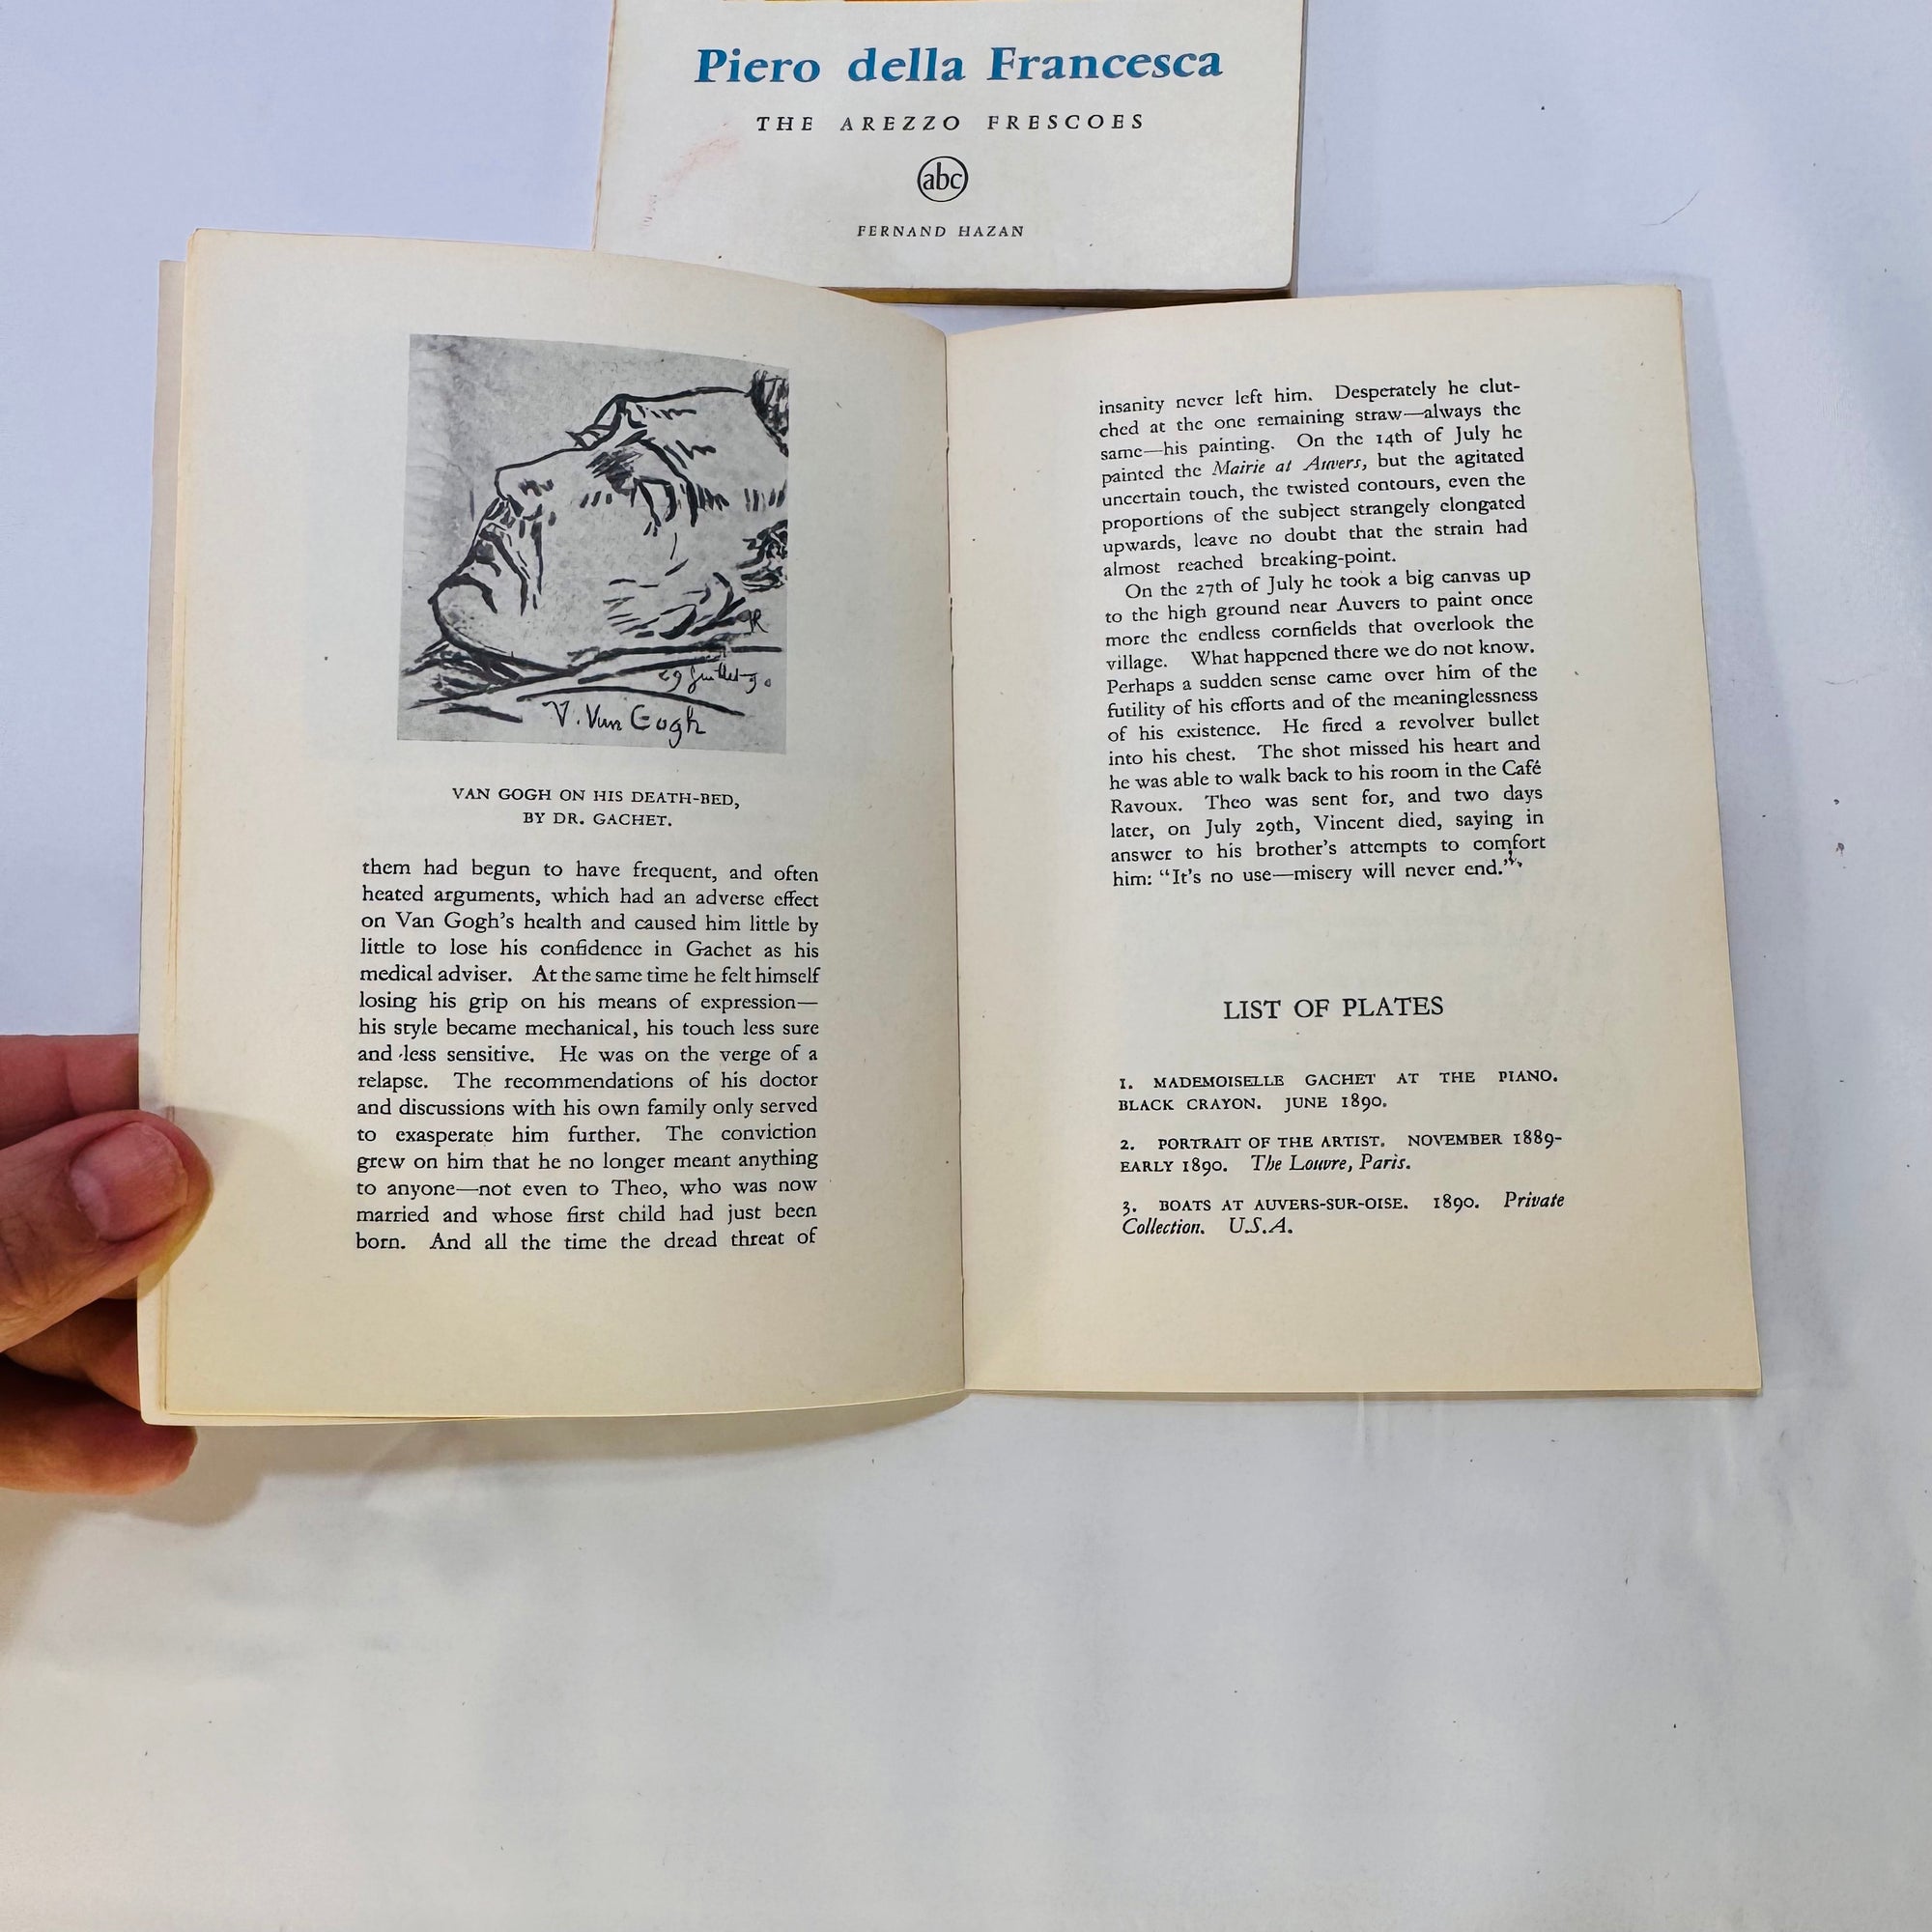 Piero della Francesca
THE AREZZO FRESCOES
abc
FERNAND HAZAN
29 Juillet 90
V. Van Gogh
VAN GOGH ON HIS DEATH-BED,
BY DR. GACHET.
them had begun to have frequent, and often
heated arguments, which had an adverse effect
on Van Gogh's health and caused him little by
little to lose his confidence in Gachet as his
medical adviser. At the same time he felt himself
losing his grip on his means of expression—
his style became mechanical, his touch less sure
and less sensitive. He was on the verge of a
relapse. The recommendations of his doctor
and discussions with his own family only served
to exasperate him further. The conviction
grew on him that he no longer meant anything
to anyone—not even to Theo, who was now
married and whose first child had just been
born. And all the time the dread threat of
insanity never left him. Desperately he clut-
ched at the one remaining straw—always the
same—his painting. On the 14th of July he
painted the Mairie at Auvers, but the agitated
uncertain touch, the twisted contours, even the
proportions of the subject strangely elongated
upwards, leave no doubt that the strain had
almost reached breaking-point.
On the 27th of July he took a big canvas up
to the high ground near Auvers to paint once
more the endless cornfields that overlook the
village. What happened there we do not know.
Perhaps a sudden sense came over him of the
futility of his efforts and of the meaninglessness
of his existence. He fired a revolver bullet
into his chest. The shot missed his heart and
he was able to walk back to his room in the Café
Ravoux. Theo was sent for, and two days
later, on July 29th, Vincent died, saying in
answer to his brother's attempts to comfort
him: “It's no use—misery will never end.”
LIST OF PLATES
1. MADEMOISELLE GACHET AT THE PIANO.
BLACK CRAYON. JUNE 1890.
2. PORTRAIT OF THE ARTIST. NOVEMBER 1889-
EARLY 1890. The Louvre, Paris.
3. BOATS AT AUVERS-SUR-OISE. 1890. Private
Collection. U.S.A.